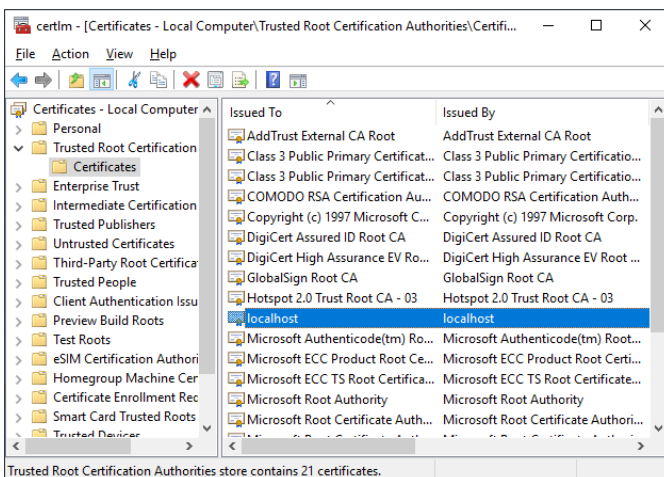 certlm - [Certificates - Local Computer\Trusted Root Certification Authorities\Certifi...
File Action View Help
Certificates - Local Computer
Personal
Trusted Root Certification
Certificates
Enterprise Trust
Intermediate Certification
Trusted Publishers
Untrusted Certificates
Third-Party Root Certifica
Trusted People
Client Authentication Issu
Preview Build Roots
Test Roots
eSIM Certification Authori
Homegroup Machine Cer
Certificate Enrollment Req
Smart Card Trusted Roots
Trusted Devices
Issued To Issued By
AddTrust External CA Root AddTrust External CA Root
Class 3 Public Primary Certificat... Class 3 Public Primary Certificatio...
Class 3 Public Primary Certificat... Class 3 Public Primary Certificatio...
COMODO RSA Certification Au... COMODO RSA Certification Auth...
Copyright (c) 1997 Microsoft C... Copyright (c) 1997 Microsoft Corp.
DigiCert Assured ID Root CA DigiCert Assured ID Root CA
DigiCert High Assurance EV Ro... DigiCert High Assurance EV Root ...
GlobalSign Root CA GlobalSign Root CA
Hotspot 2.0 Trust Root CA - 03 Hotspot 2.0 Trust Root CA - 03
localhost localhost
Microsoft Authenticode(tm) Ro... Microsoft Authenticode(tm) Root...
Microsoft ECC Product Root Ce... Microsoft ECC Product Root Certi...
Microsoft ECC TS Root Certifica... Microsoft ECC TS Root Certificate...
Microsoft Root Authority Microsoft Root Authority
Microsoft Root Certificate Auth... Microsoft Root Certificate Authori...
Trusted Root Certification Authorities store contains 21 certificates.